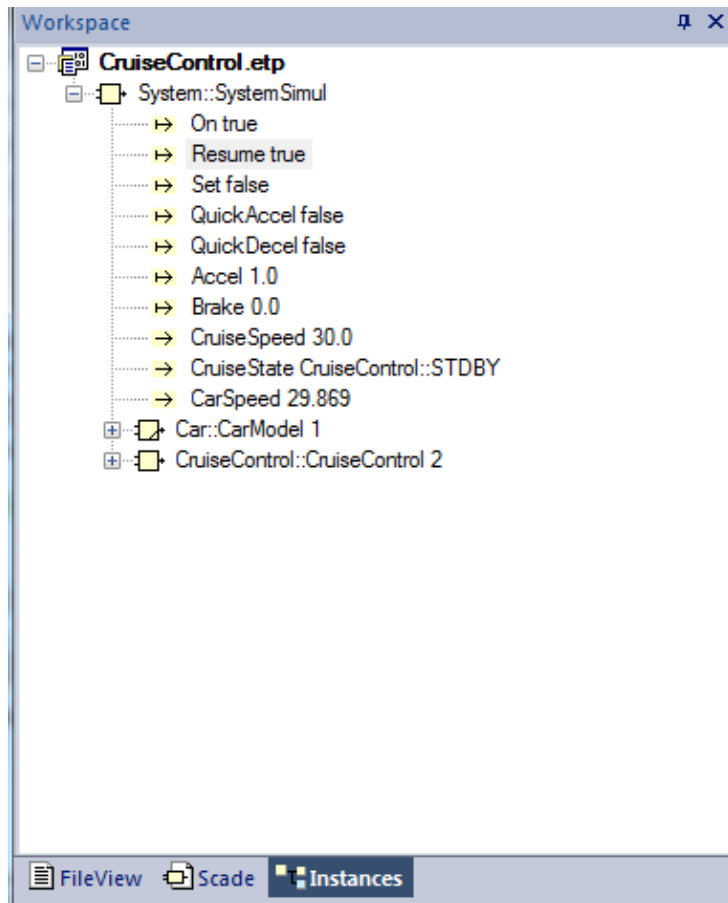 Workspace
CruiseControl.etp
System::SystemSimul
On true
Resume true
Set false
QuickAccel false
QuickDecel false
Accel 1.0
Brake 0.0
CruiseSpeed 30.0
CruiseState CruiseControl::STDBY
CarSpeed 29.869
Car::CarModel 1
CruiseControl::CruiseControl 2
FileView Scade Instances